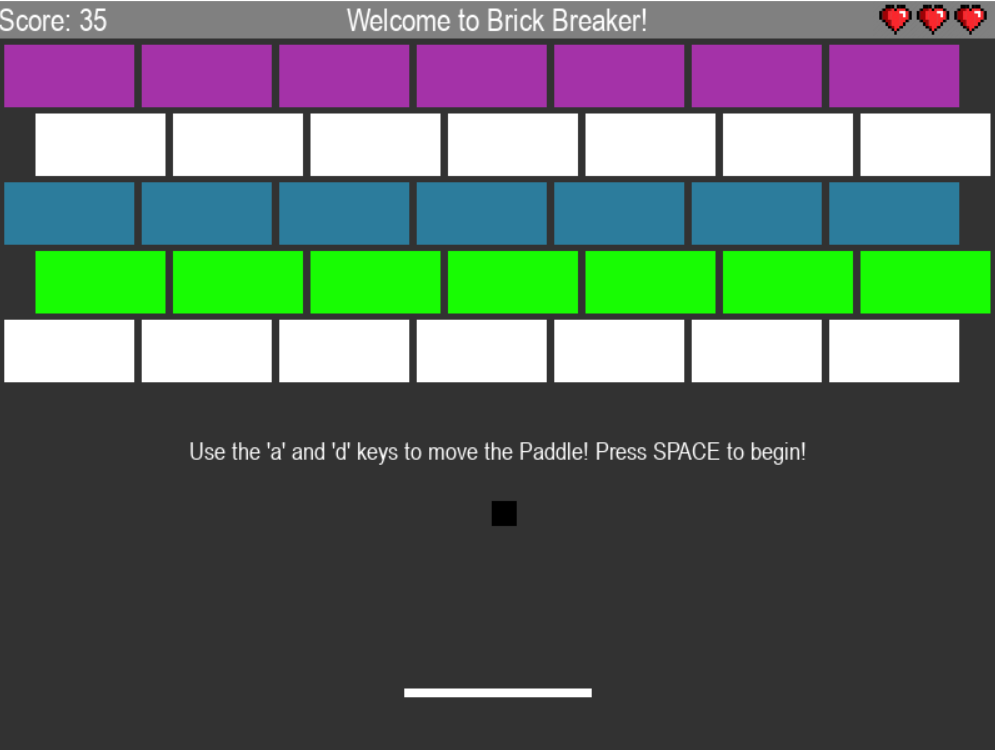 Score: 35
Welcome to Brick Breaker!
Use the 'a' and 'd' keys to move the Paddle! Press SPACE to begin!